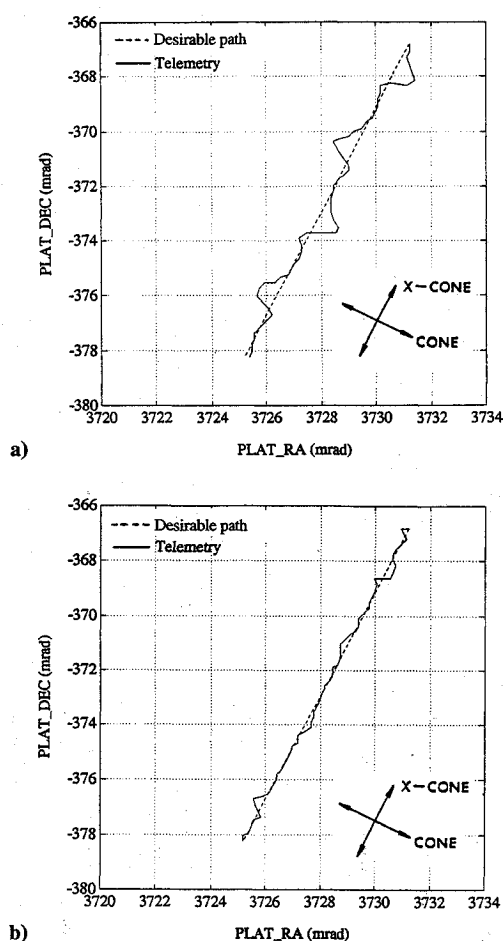 -366
Desirable path
Telemetry
-368
-370
-372
-374
-376
-378
-380
PLAT_DEC (mrad)
X-CONE
CONE
3720 3722 3724 3726 3728 3730 3732 3734
a)
PLAT_RA (mrad)
-366
Desirable path
Telemetry
-368
-370
-372
-374
-376
-378
-380
PLAT_DEC (mrad)
X-CONE
CONE
3720 3722 3724 3726 3728 3730 3732 3734
b)
PLAT_RA (mrad)